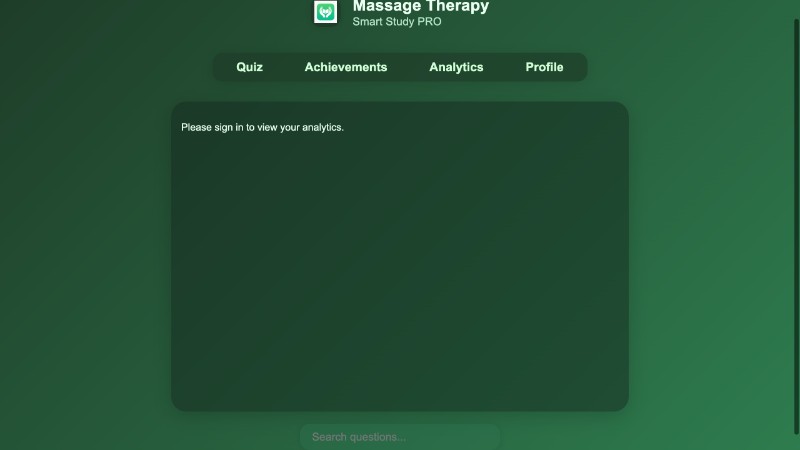 Massage Therapy
Smart Study PRO
Quiz Achievements Analytics Profile
Please sign in to view your analytics.
Search questions...